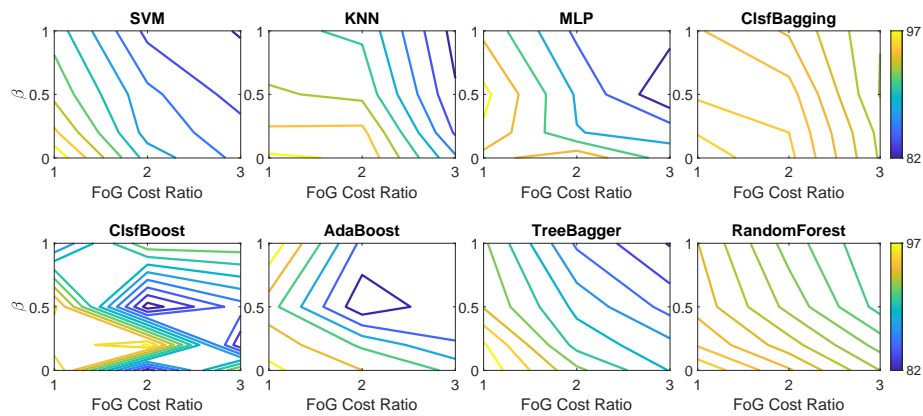 SVM KNN MLP ClsfBagging
1 1 1 1 97
β 0.5 0.5 0.5 0.5
0 0 0 0 82
1 2 3 1 2 3 1 2 3 1 2 3
FoG Cost Ratio FoG Cost Ratio FoG Cost Ratio FoG Cost Ratio
ClsfBoost AdaBoost TreeBagger RandomForest
1 1 1 1 97
β 0.5 0.5 0.5 0.5
0 0 0 0 82
1 2 3 1 2 3 1 2 3 1 2 3
FoG Cost Ratio FoG Cost Ratio FoG Cost Ratio FoG Cost Ratio